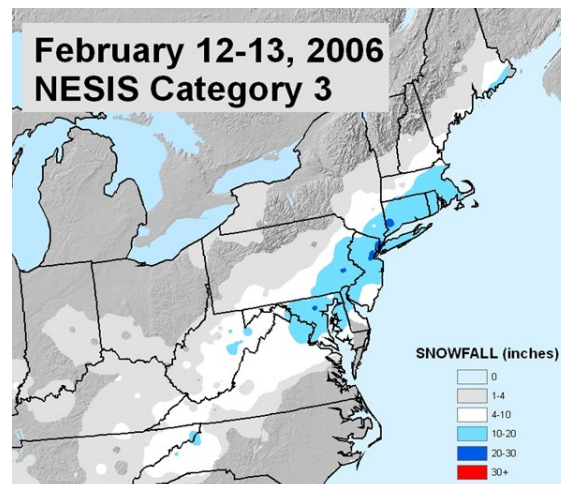 February 12-13, 2006
NESIS Category 3
SNOWFALL (inches)
0
1-4
4-10
10-20
20-30
30+